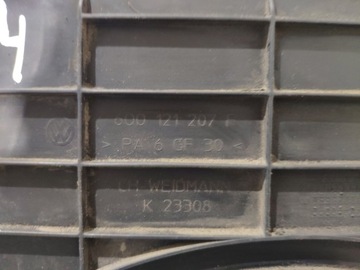 4
6Q0 121 207
> PA 6 GF 30 <
WEIDMANN
K 23308